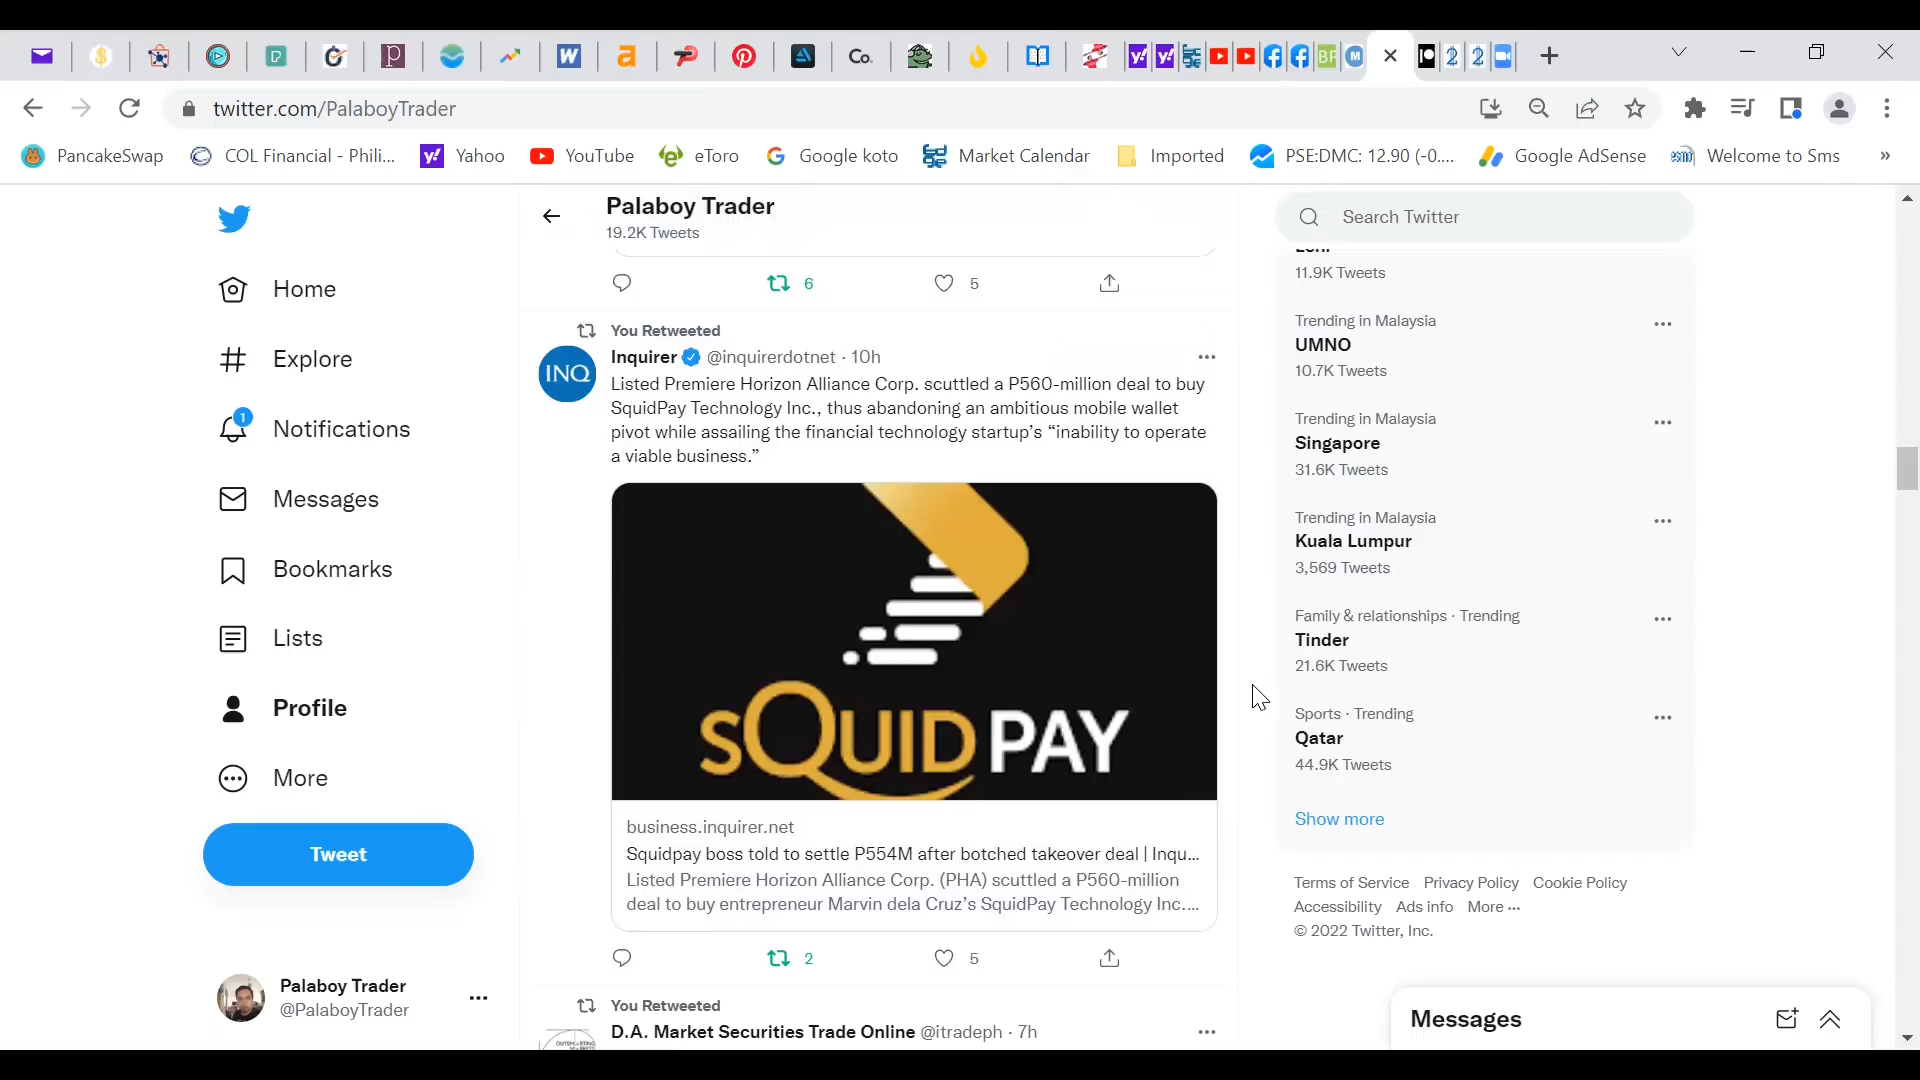 Co.
BF
2
2
twitter.com/PalaboyTrader
PancakeSwap
COL Financial - Phili...
Yahoo
YouTube
eToro
Google koto
Market Calendar
Imported
PSE:DMC: 12.90 (-0....
Google AdSense
Welcome to Sms
»
Palaboy Trader
19.2K Tweets
Search Twitter
Home
Explore
1
Notifications
Messages
Bookmarks
Lists
Profile
More
Tweet
Palaboy Trader
@PalaboyTrader
6
5
You Retweeted
Inquirer @inquirerdotnet · 10h
INQ
Listed Premiere Horizon Alliance Corp. scuttled a P560-million deal to buy
SquidPay Technology Inc., thus abandoning an ambitious mobile wallet
pivot while assailing the financial technology startup's “inability to operate
a viable business.”
SQUID PAY
business.inquirer.net
Squidpay boss told to settle P554M after botched takeover deal | Inqu...
Listed Premiere Horizon Alliance Corp. (PHA) scuttled a P560-million
deal to buy entrepreneur Marvin dela Cruz's SquidPay Technology Inc....
2
5
You Retweeted
D.A. Market Securities Trade Online @itradeph · 7h
11.9K Tweets
Trending in Malaysia
UMNO
10.7K Tweets
Trending in Malaysia
Singapore
31.6K Tweets
Trending in Malaysia
Kuala Lumpur
3,569 Tweets
Family & relationships · Trending
Tinder
21.6K Tweets
Sports · Trending
Qatar
44.9K Tweets
Show more
Terms of Service Privacy Policy Cookie Policy
Accessibility Ads info More ···
© 2022 Twitter, Inc.
Messages